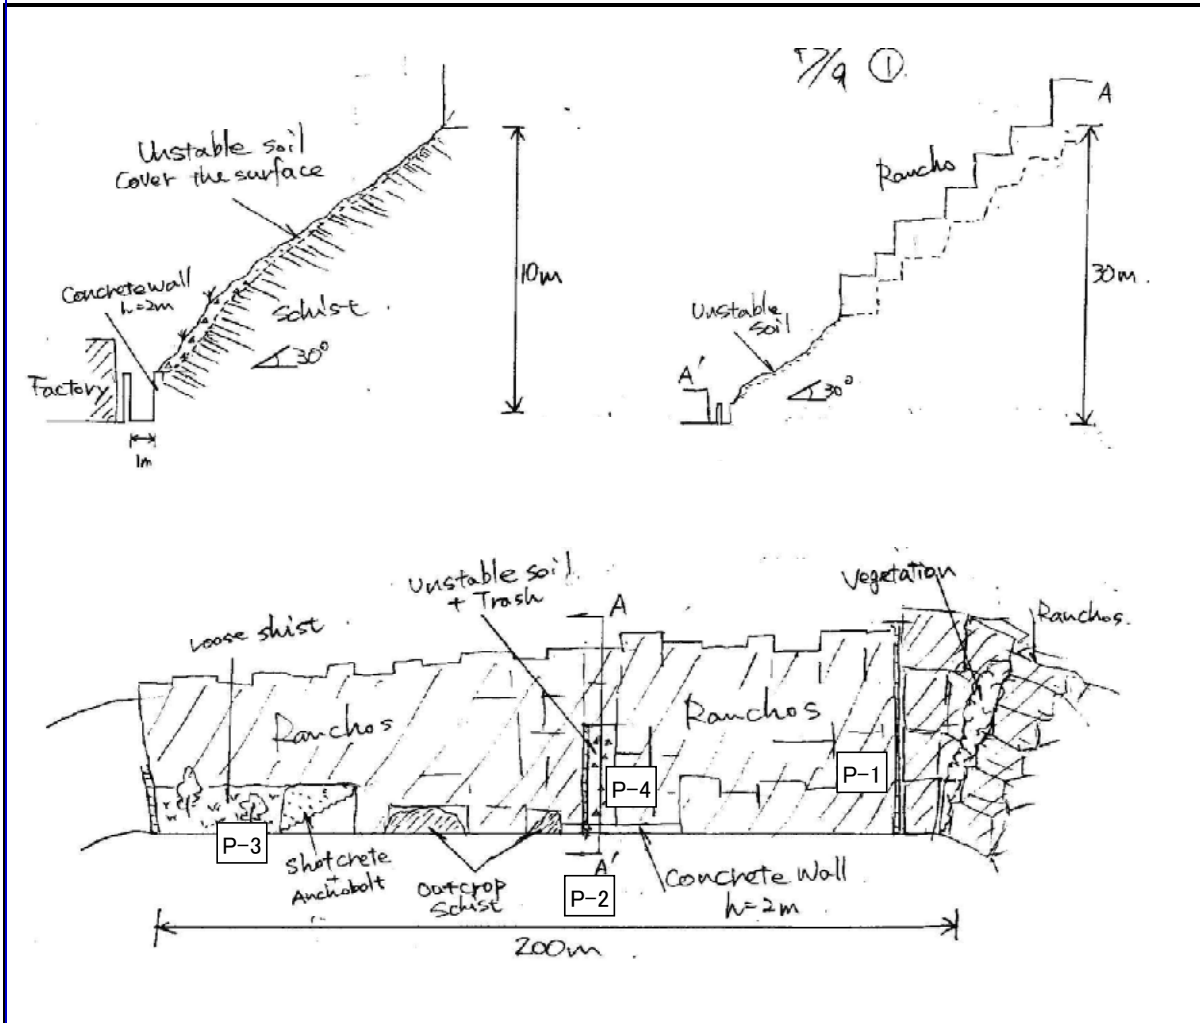 7/9 ①
A
Unstable soil
Cover the surface
Rancho
10m
30m.
Concrete wall
h=2m
Schist
Unstable
Soil
30°
Factory
A'
30°
1m
Unstable soil
+ Trash
Vegetation
A
Ranchos.
Loose shist
Ranchos
Ranchos
P-1
P-4
P-3
Shotcrete
+
Anchobolt
Outcrop
Schist
A'
P-2
Concrete Wall
h=2m
200m